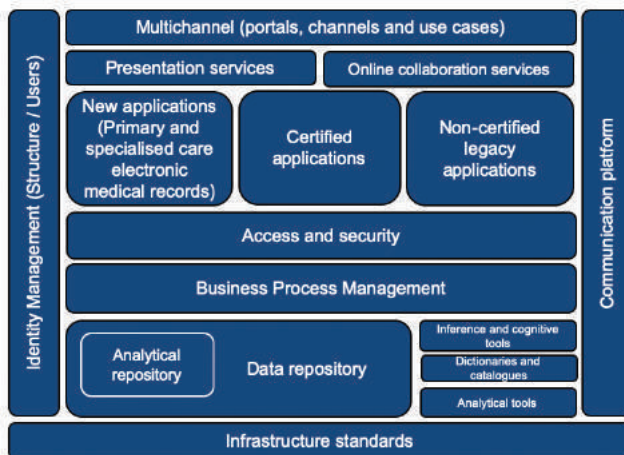 Identity Management (Structure / Users)
Multichannel (portals, channels and use cases)
Presentation services
Online collaboration services
New applications
(Primary and
specialised care
electronic
medical records)
Certified
applications
Non-certified
legacy
applications
Access and security
Business Process Management
Analytical
repository
Data repository
Inference and cognitive
tools
Dictionaries and
catalogues
Analytical tools
Communication platform
Infrastructure standards